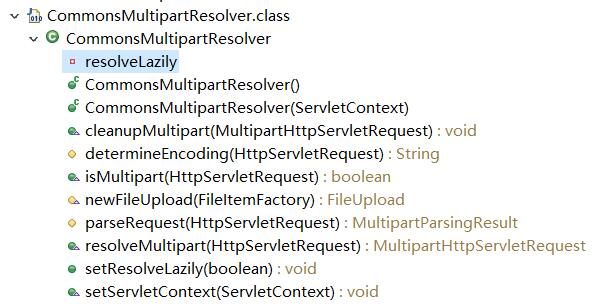 CommonsMultipartResolver.class
CommonsMultipartResolver
resolveLazily
CommonsMultipartResolver()
CommonsMultipartResolver(ServletContext)
cleanupMultipart(MultipartHttpServletRequest) : void
determineEncoding(HttpServletRequest) : String
isMultipart(HttpServletRequest) : boolean
newFileUpload(FileItemFactory) : FileUpload
parseRequest(HttpServletRequest) : MultipartParsingResult
resolveMultipart(HttpServletRequest) : MultipartHttpServletRequest
setResolveLazily(boolean) : void
setServletContext(ServletContext) : void